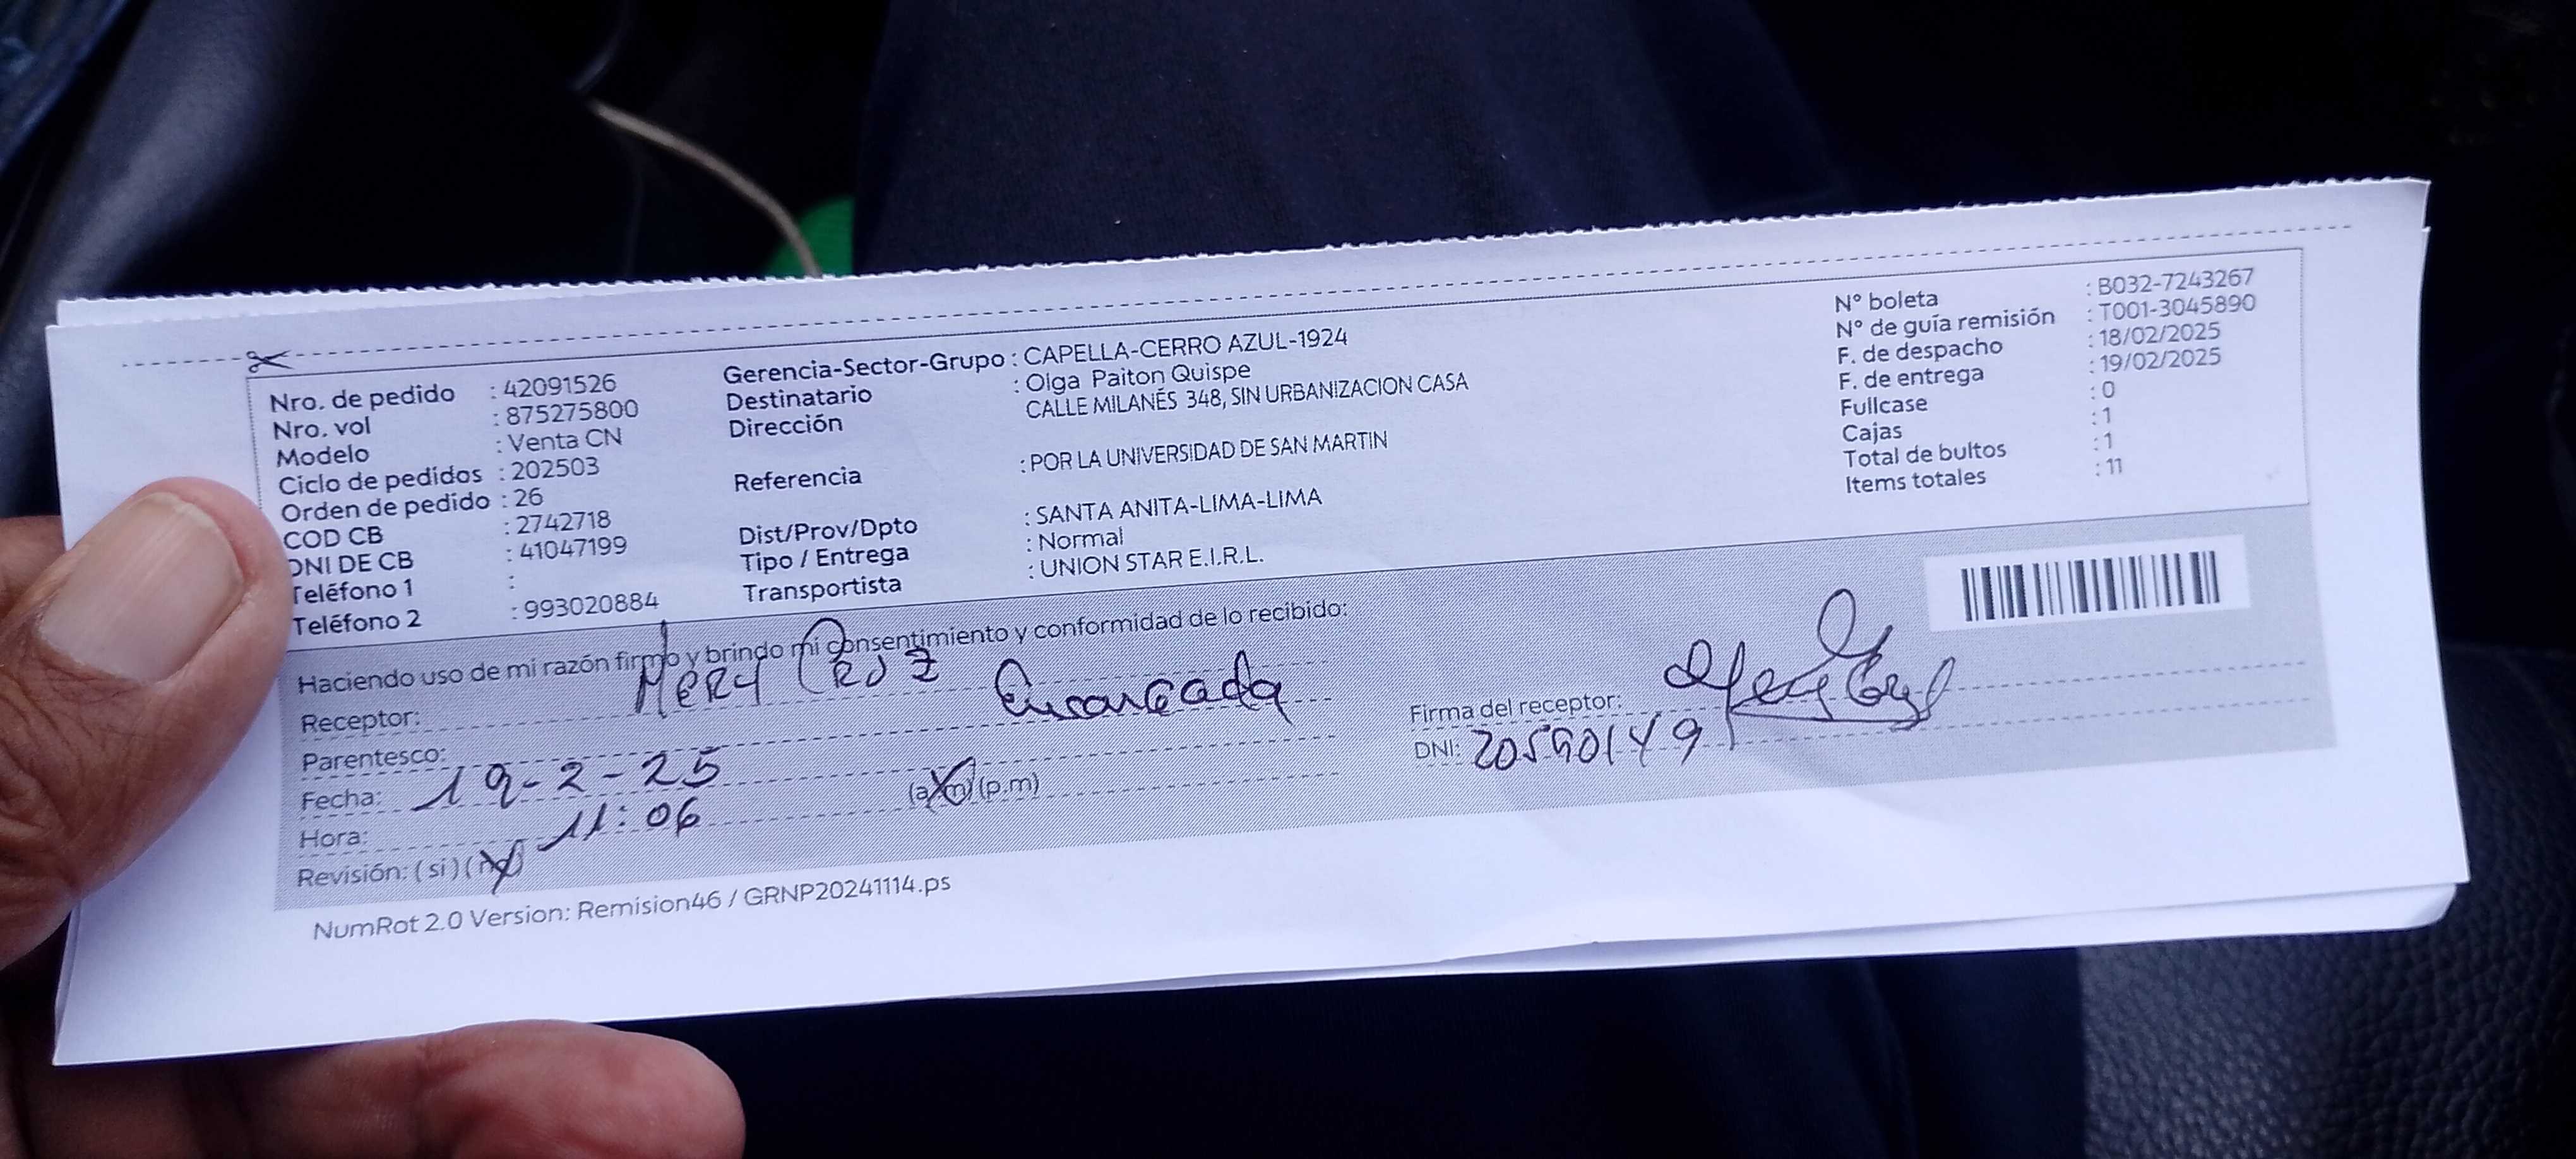 Nro. de pedido : 42091526
Nro. vol : 875275800
Modelo : Venta CN
Ciclo de pedidos : 202503
Orden de pedido : 26
COD CB : 2742718
DNI DE CB : 41047199
Teléfono 1 :
Teléfono 2 : 993020884
Gerencia-Sector-Grupo : CAPELLA-CERRO AZUL-1924
Destinatario : Olga Paiton Quispe
Dirección CALLE MILANÉS 348, SIN URBANIZACION CASA
Referencia : POR LA UNIVERSIDAD DE SAN MARTIN
Dist/Prov/Dpto : SANTA ANITA-LIMA-LIMA
Tipo / Entrega : Normal
Transportista : UNION STAR E.I.R.L.
N° boleta : B032-7243267
N° de guía remisión : T001-3045890
F. de despacho : 18/02/2025
F. de entrega : 19/02/2025
Fullcase : 0
Cajas : 1
Total de bultos : 1
Items totales : 11
Haciendo uso de mi razón firmo y brindo mi consentimiento y conformidad de lo recibido:
Receptor: MERY CRUZ
Parentesco: Encargada
Fecha: 19-2-25
Hora: 11:06 (a.m) (p.m)
Revisión: ( si ) ( no )
Firma del receptor:
DNI: 20590149
NumRot 2.0 Version: Remision46 / GRNP20241114.ps